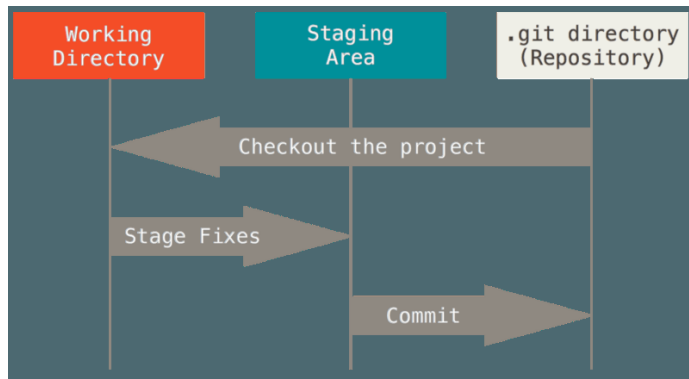 Working
Directory
Staging
Area
.git directory
(Repository)
Checkout the project
Stage Fixes
Commit